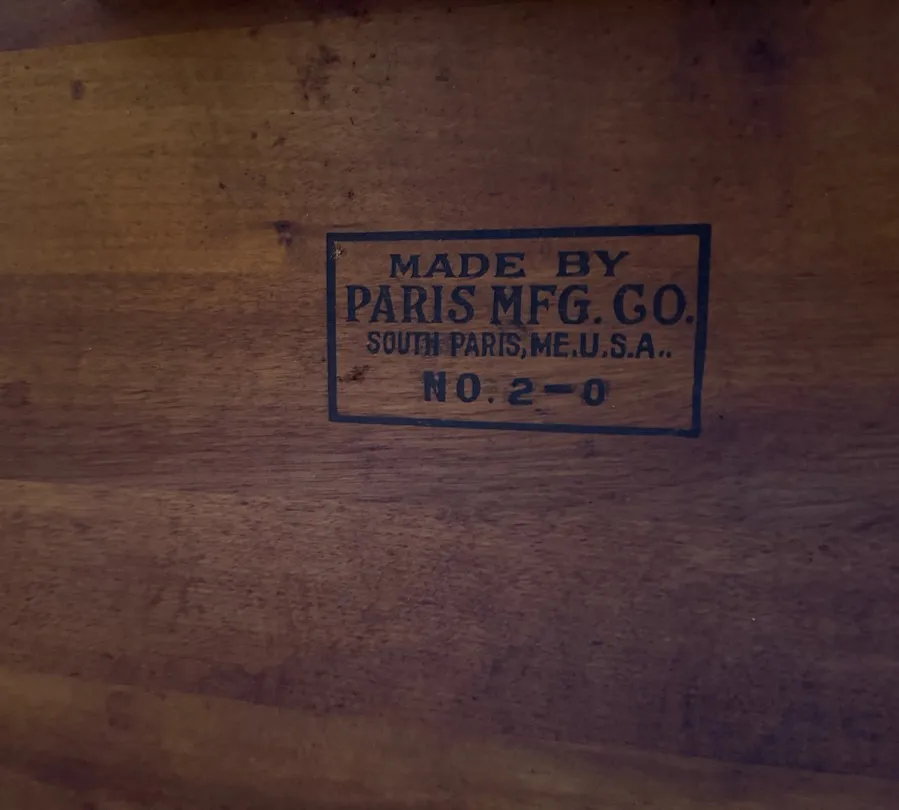 MADE BY
PARIS MFG. CO.
SOUTH PARIS, ME. U.S.A..
NO. 2-0